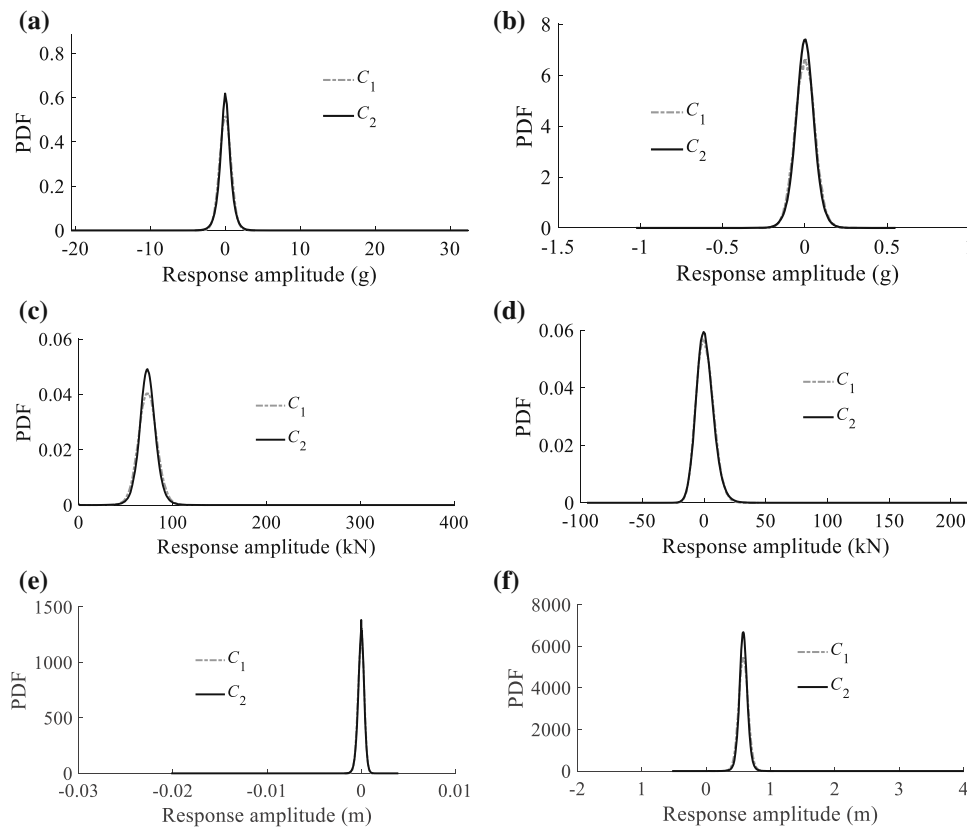 (a)
PDF
0.8
0.6
0.4
0.2
0
-20 -10 0 10 20 30
Response amplitude (g)
C1
C2
(b)
PDF
8
6
4
2
0
-1.5 -1 -0.5 0 0.5 1
Response amplitude (g)
C1
C2
(c)
PDF
0.06
0.04
0.02
0
0 100 200 300 400
Response amplitude (kN)
C1
C2
(d)
PDF
0.06
0.04
0.02
0
-100 -50 0 50 100 150 200
Response amplitude (kN)
C1
C2
(e)
PDF
1500
1000
500
0
-0.03 -0.02 -0.01 0 0.01
Response amplitude (m)
C1
C2
(f)
PDF
8000
6000
4000
2000
0
-2 -1 0 1 2 3 4
Response amplitude (m)
C1
C2